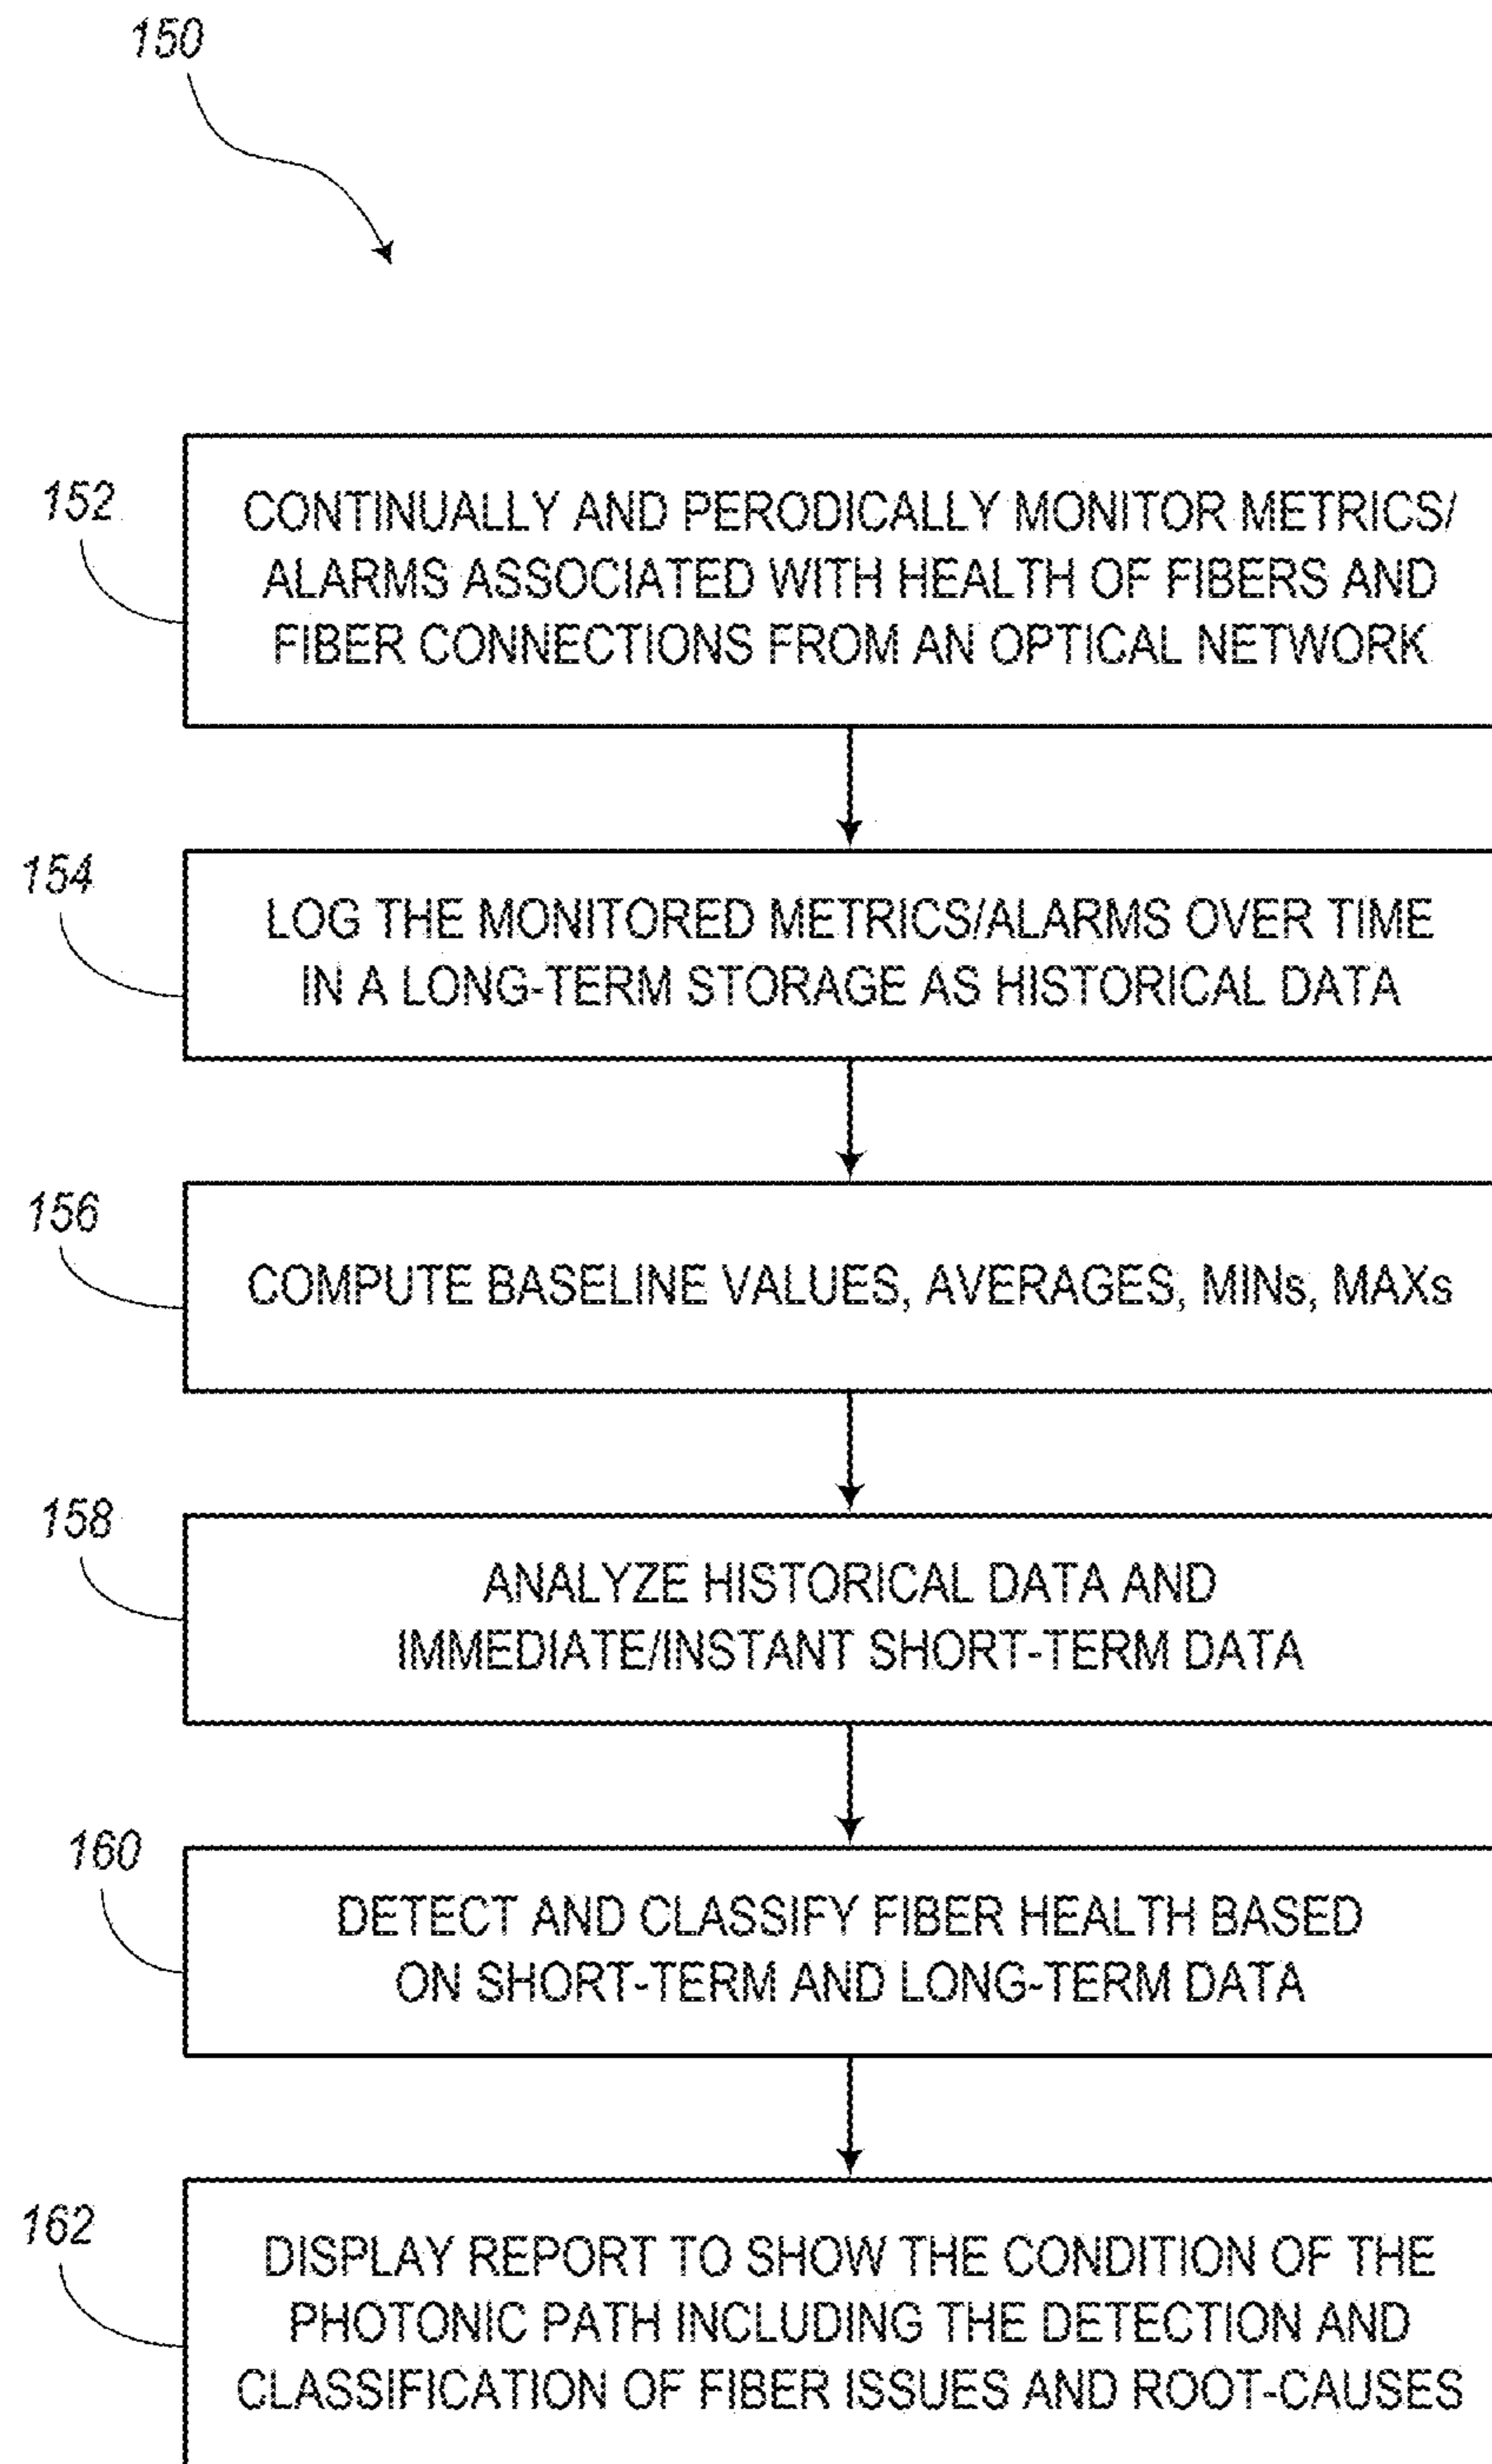 150
152
CONTINUALLY AND PERODICALLY MONITOR METRICS/
ALARMS ASSOCIATED WITH HEALTH OF FIBERS AND
FIBER CONNECTIONS FROM AN OPTICAL NETWORK
154
LOG THE MONITORED METRICS/ALARMS OVER TIME
IN A LONG-TERM STORAGE AS HISTORICAL DATA
156
COMPUTE BASELINE VALUES, AVERAGES, MINs, MAXs
158
ANALYZE HISTORICAL DATA AND
IMMEDIATE/INSTANT SHORT-TERM DATA
160
DETECT AND CLASSIFY FIBER HEALTH BASED
ON SHORT-TERM AND LONG-TERM DATA
162
DISPLAY REPORT TO SHOW THE CONDITION OF THE
PHOTONIC PATH INCLUDING THE DETECTION AND
CLASSIFICATION OF FIBER ISSUES AND ROOT-CAUSES